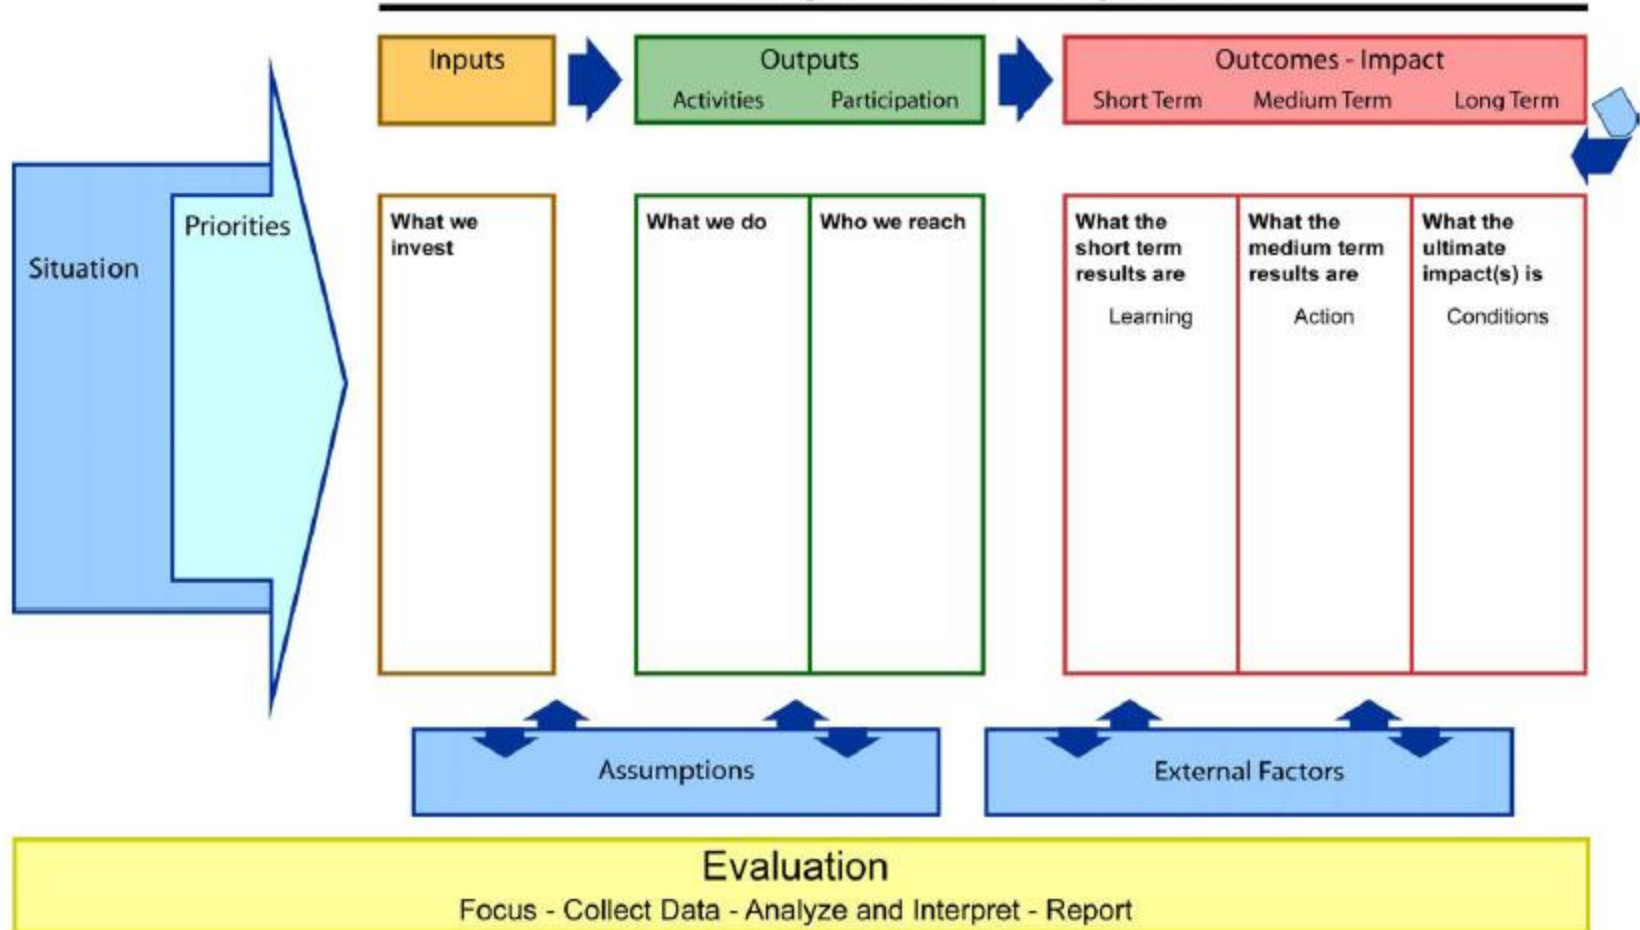 Inputs
Outputs
Activities Participation
Outcomes - Impact
Short Term Medium Term Long Term
Situation
Priorities
What we
invest
What we do
Who we reach
What the
short term
results are
Learning
What the
medium term
results are
Action
What the
ultimate
impact(s) is
Conditions
Assumptions
External Factors
Evaluation
Focus - Collect Data - Analyze and Interpret - Report